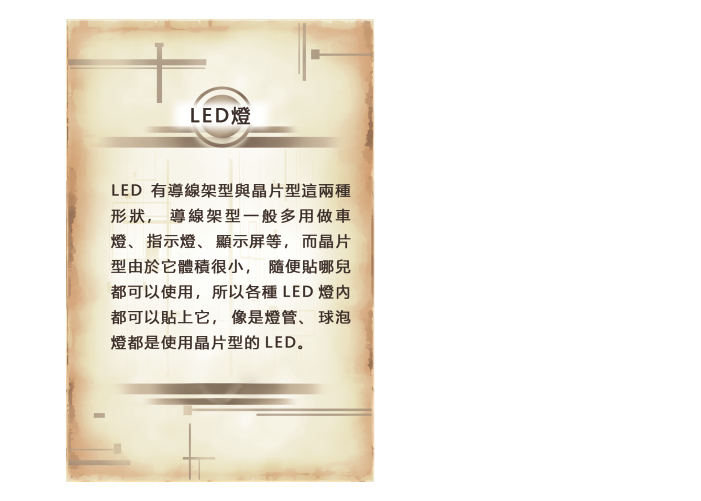 LED燈
LED 有導線架型與晶片型這兩種
形狀， 導線架型一般多用做車
燈、 指示燈、 顯示屏等， 而晶片
型由於它體積很小， 隨便貼哪兒
都可以使用， 所以各種 LED 燈內
都可以貼上它， 像是燈管、 球泡
燈都是使用晶片型的 LED。